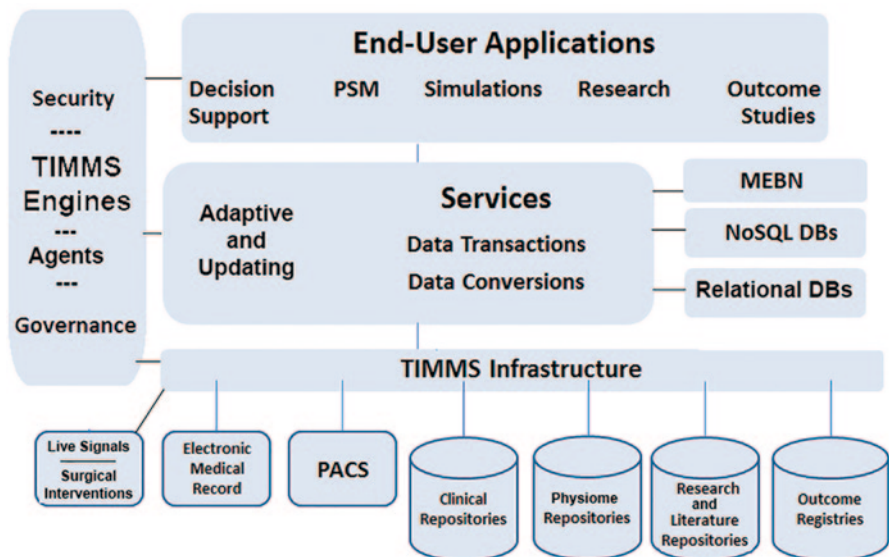 Security
----
TIMMS
Engines
---
Agents
---
Governance
End-User Applications
Decision
Support
PSM
Simulations
Research
Outcome
Studies
Adaptive
and
Updating
Services
Data Transactions
Data Conversions
MEBN
NoSQL DBs
Relational DBs
TIMMS Infrastructure
Live Signals
Surgical
Interventions
Electronic
Medical
Record
PACS
Clinical
Repositories
Physiome
Repositories
Research
and
Literature
Repositories
Outcome
Registries